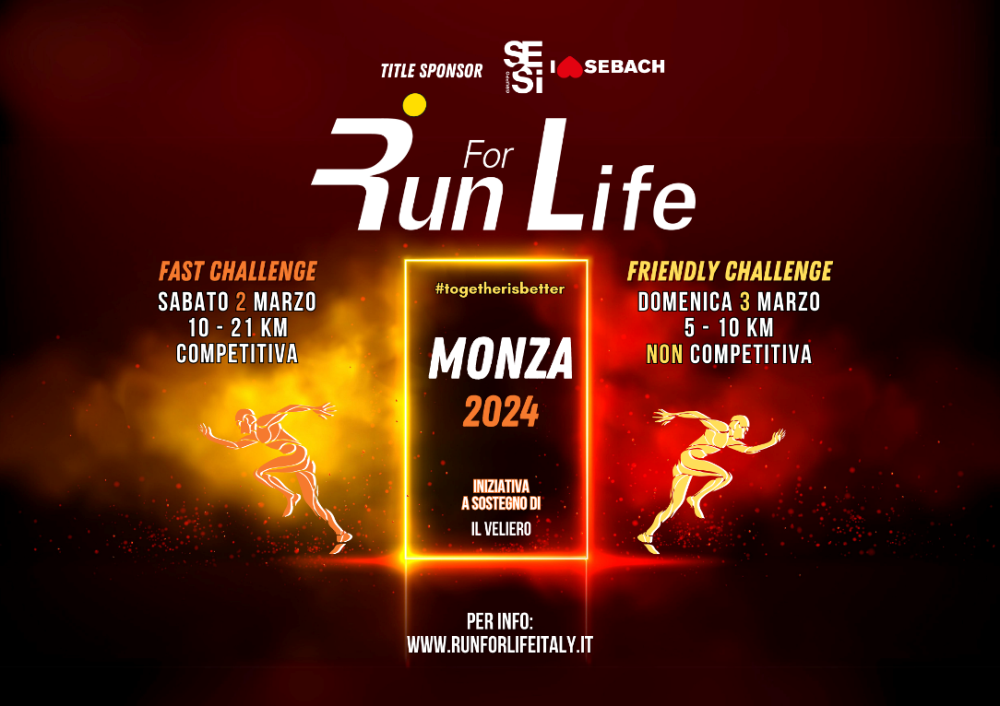 TITLE SPONSOR
GRUPPO
SESi
I SEBACH
Run For Life
FAST CHALLENGE
SABATO 2 MARZO
10 - 21 KM
COMPETITIVA
#togetherisbetter
MONZA
2024
INIZIATIVA
A SOSTEGNO DI
IL VELIERO
FRIENDLY CHALLENGE
DOMENICA 3 MARZO
5 - 10 KM
NON COMPETITIVA
PER INFO:
WWW.RUNFORLIFEITALY.IT